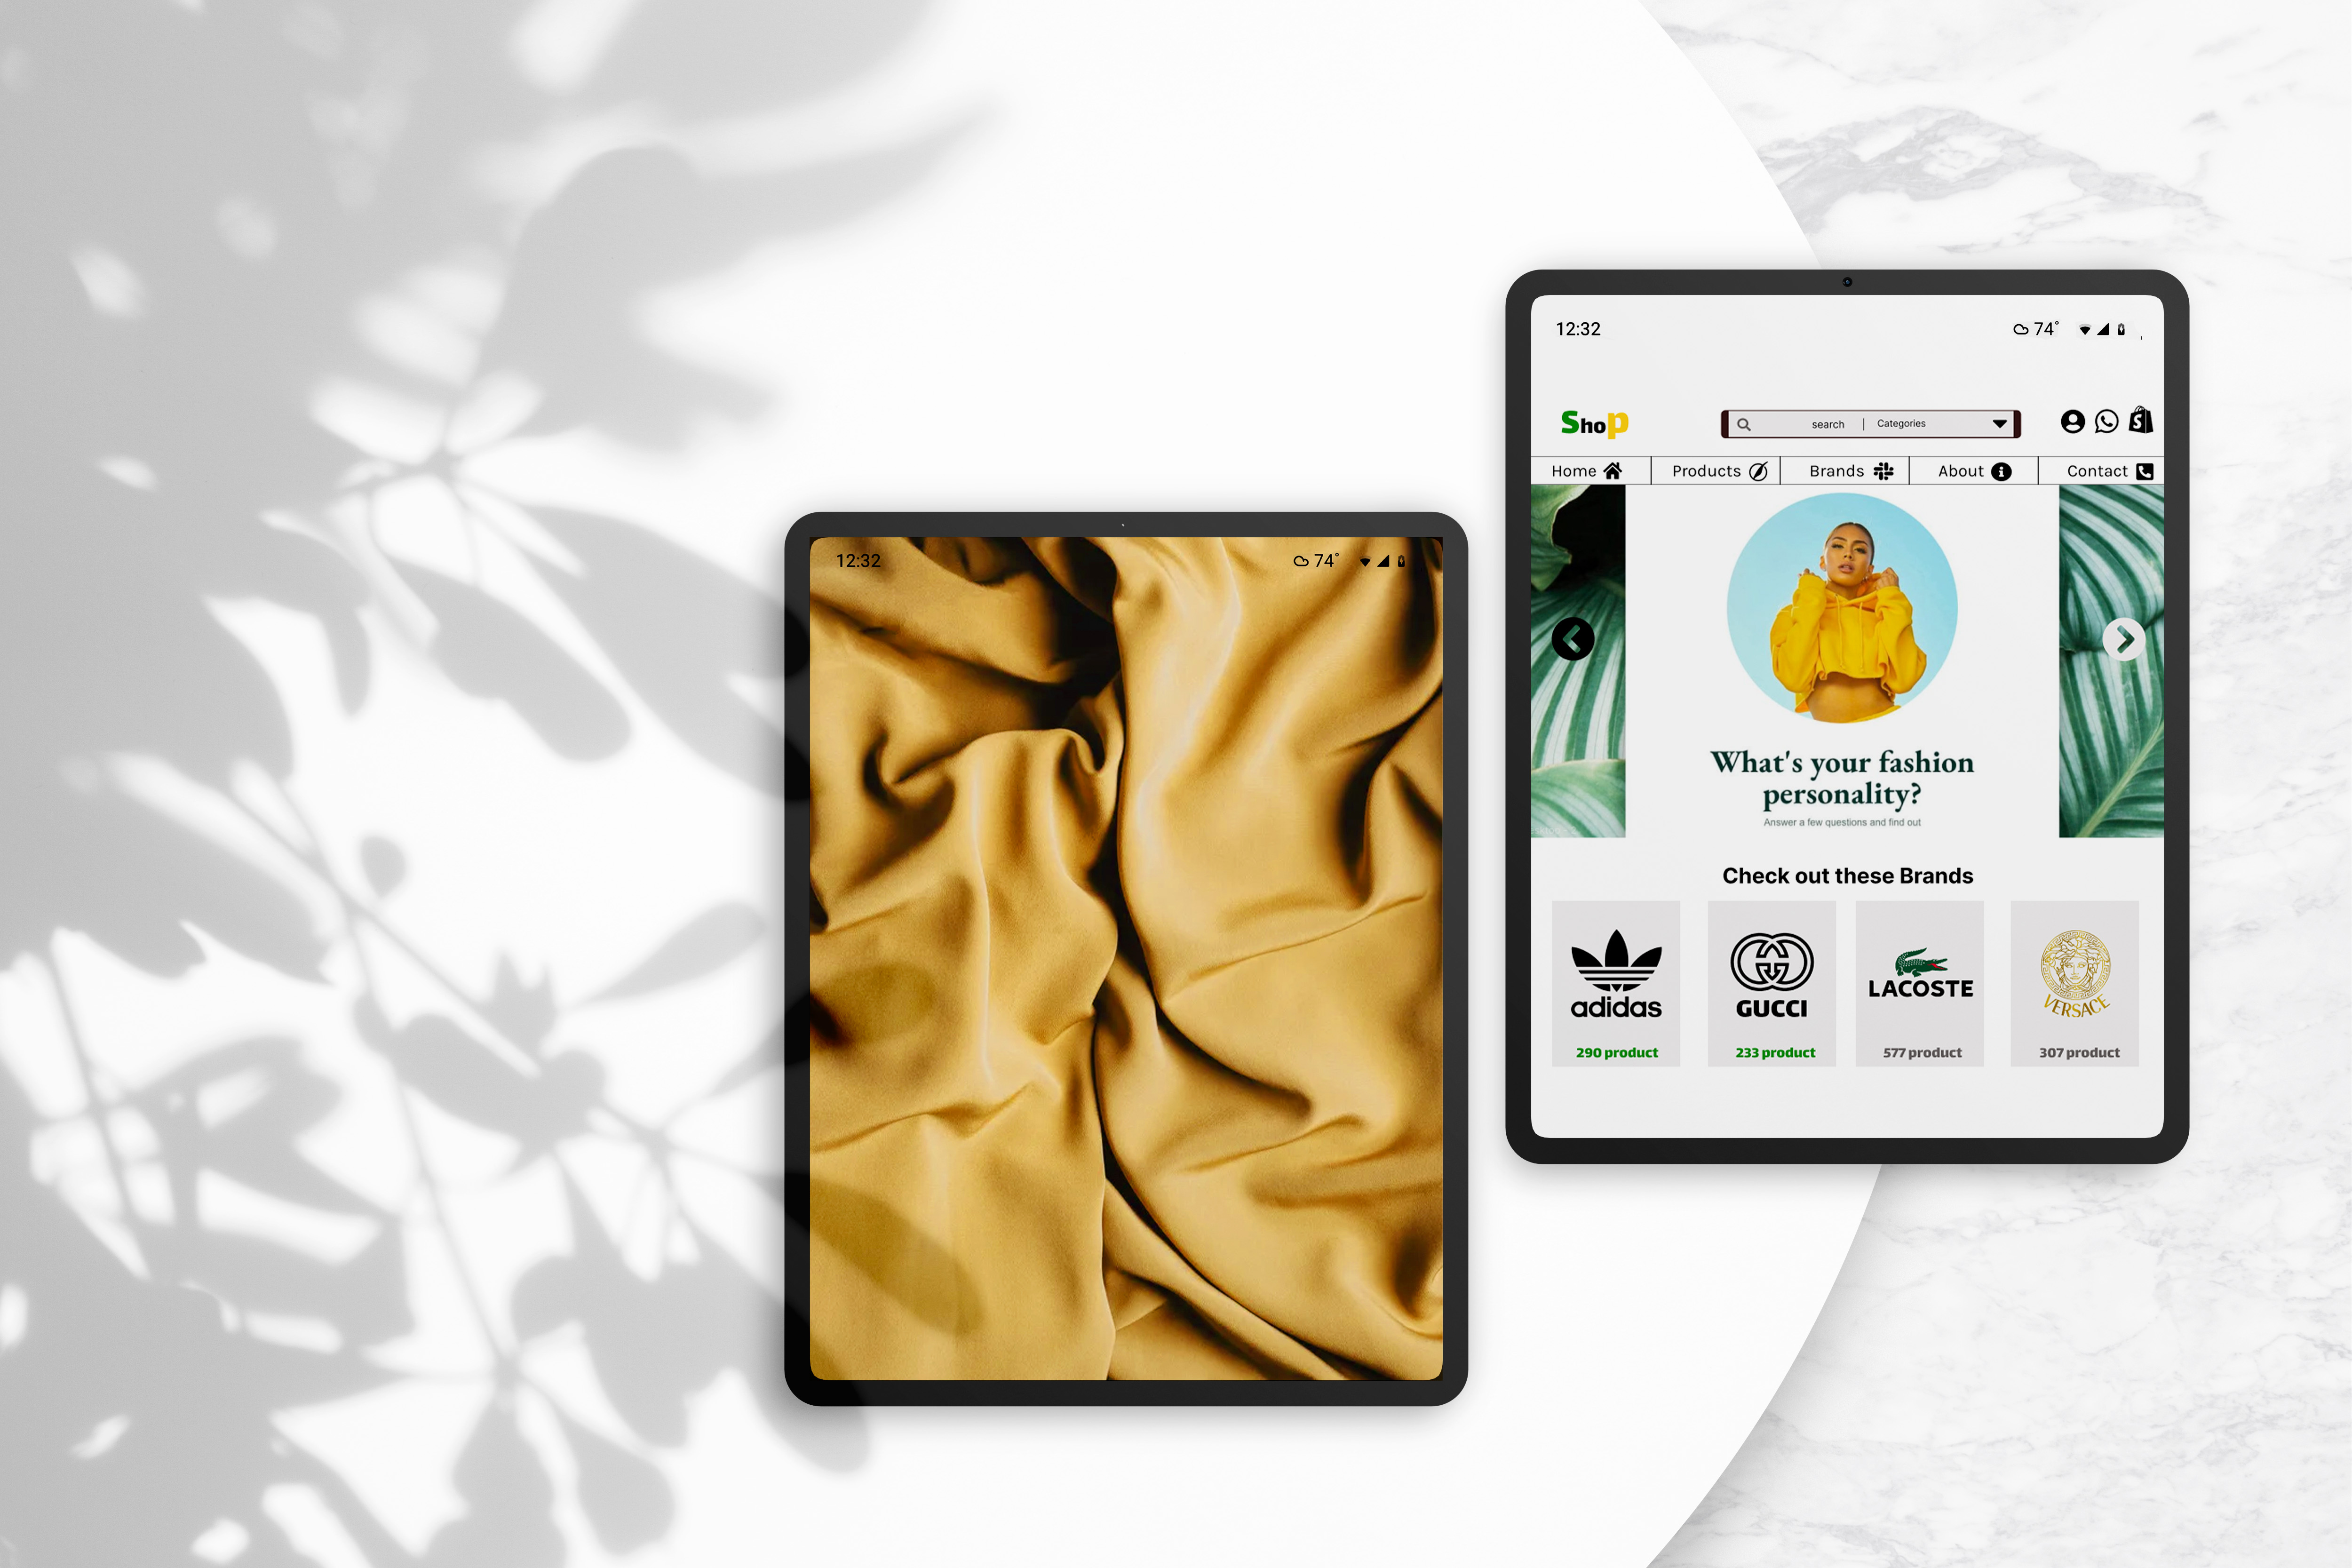 12:32
74°
12:32
74°
Shop
search | Categories
Home
Products
Brands
About
Contact
What's your fashion
personality?
Answer a few questions and find out
Check out these Brands
adidas
290 product
GUCCI
233 product
LACOSTE
577 product
VERSACE
307 product